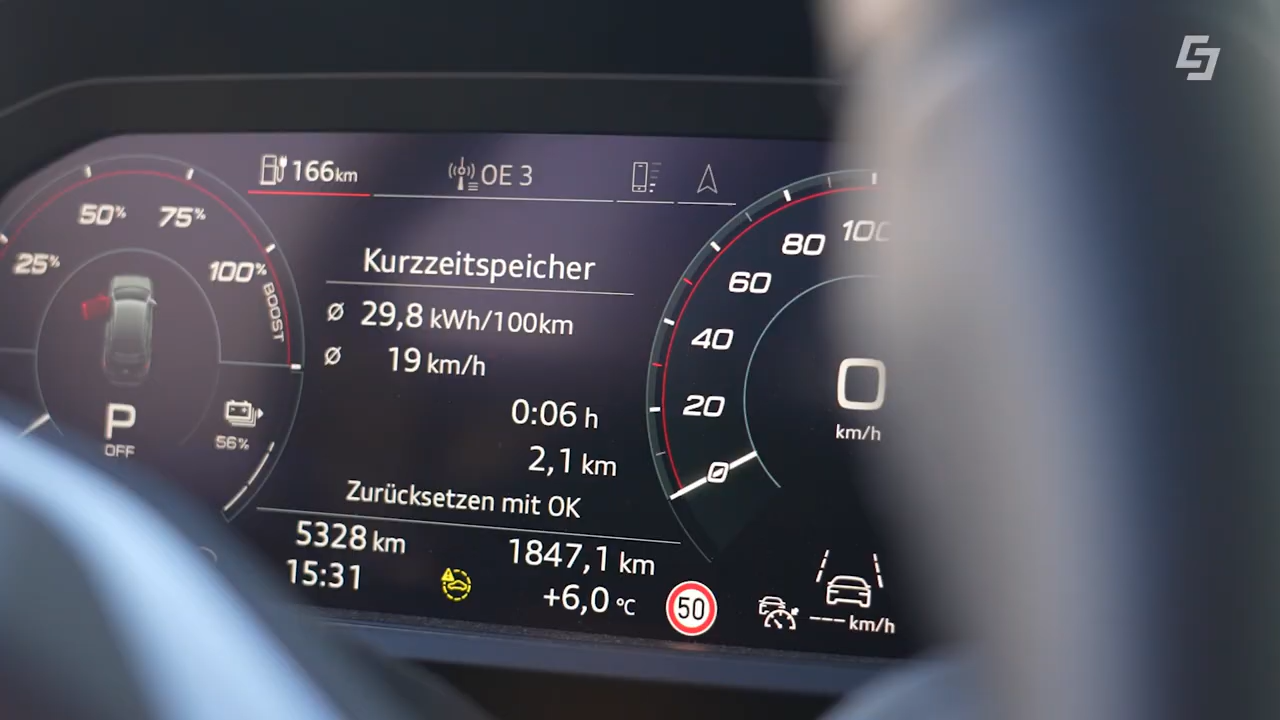 166 km
OE 3
25%
50%
75%
100%
BOOST
P
OFF
56%
Kurzzeitspeicher
Ø 29,8 kWh/100km
Ø 19 km/h
0:06 h
2,1 km
Zurücksetzen mit OK
5328 km
1847,1 km
15:31
+6,0 °C
50
0
20
40
60
80
100
0
km/h
--- km/h